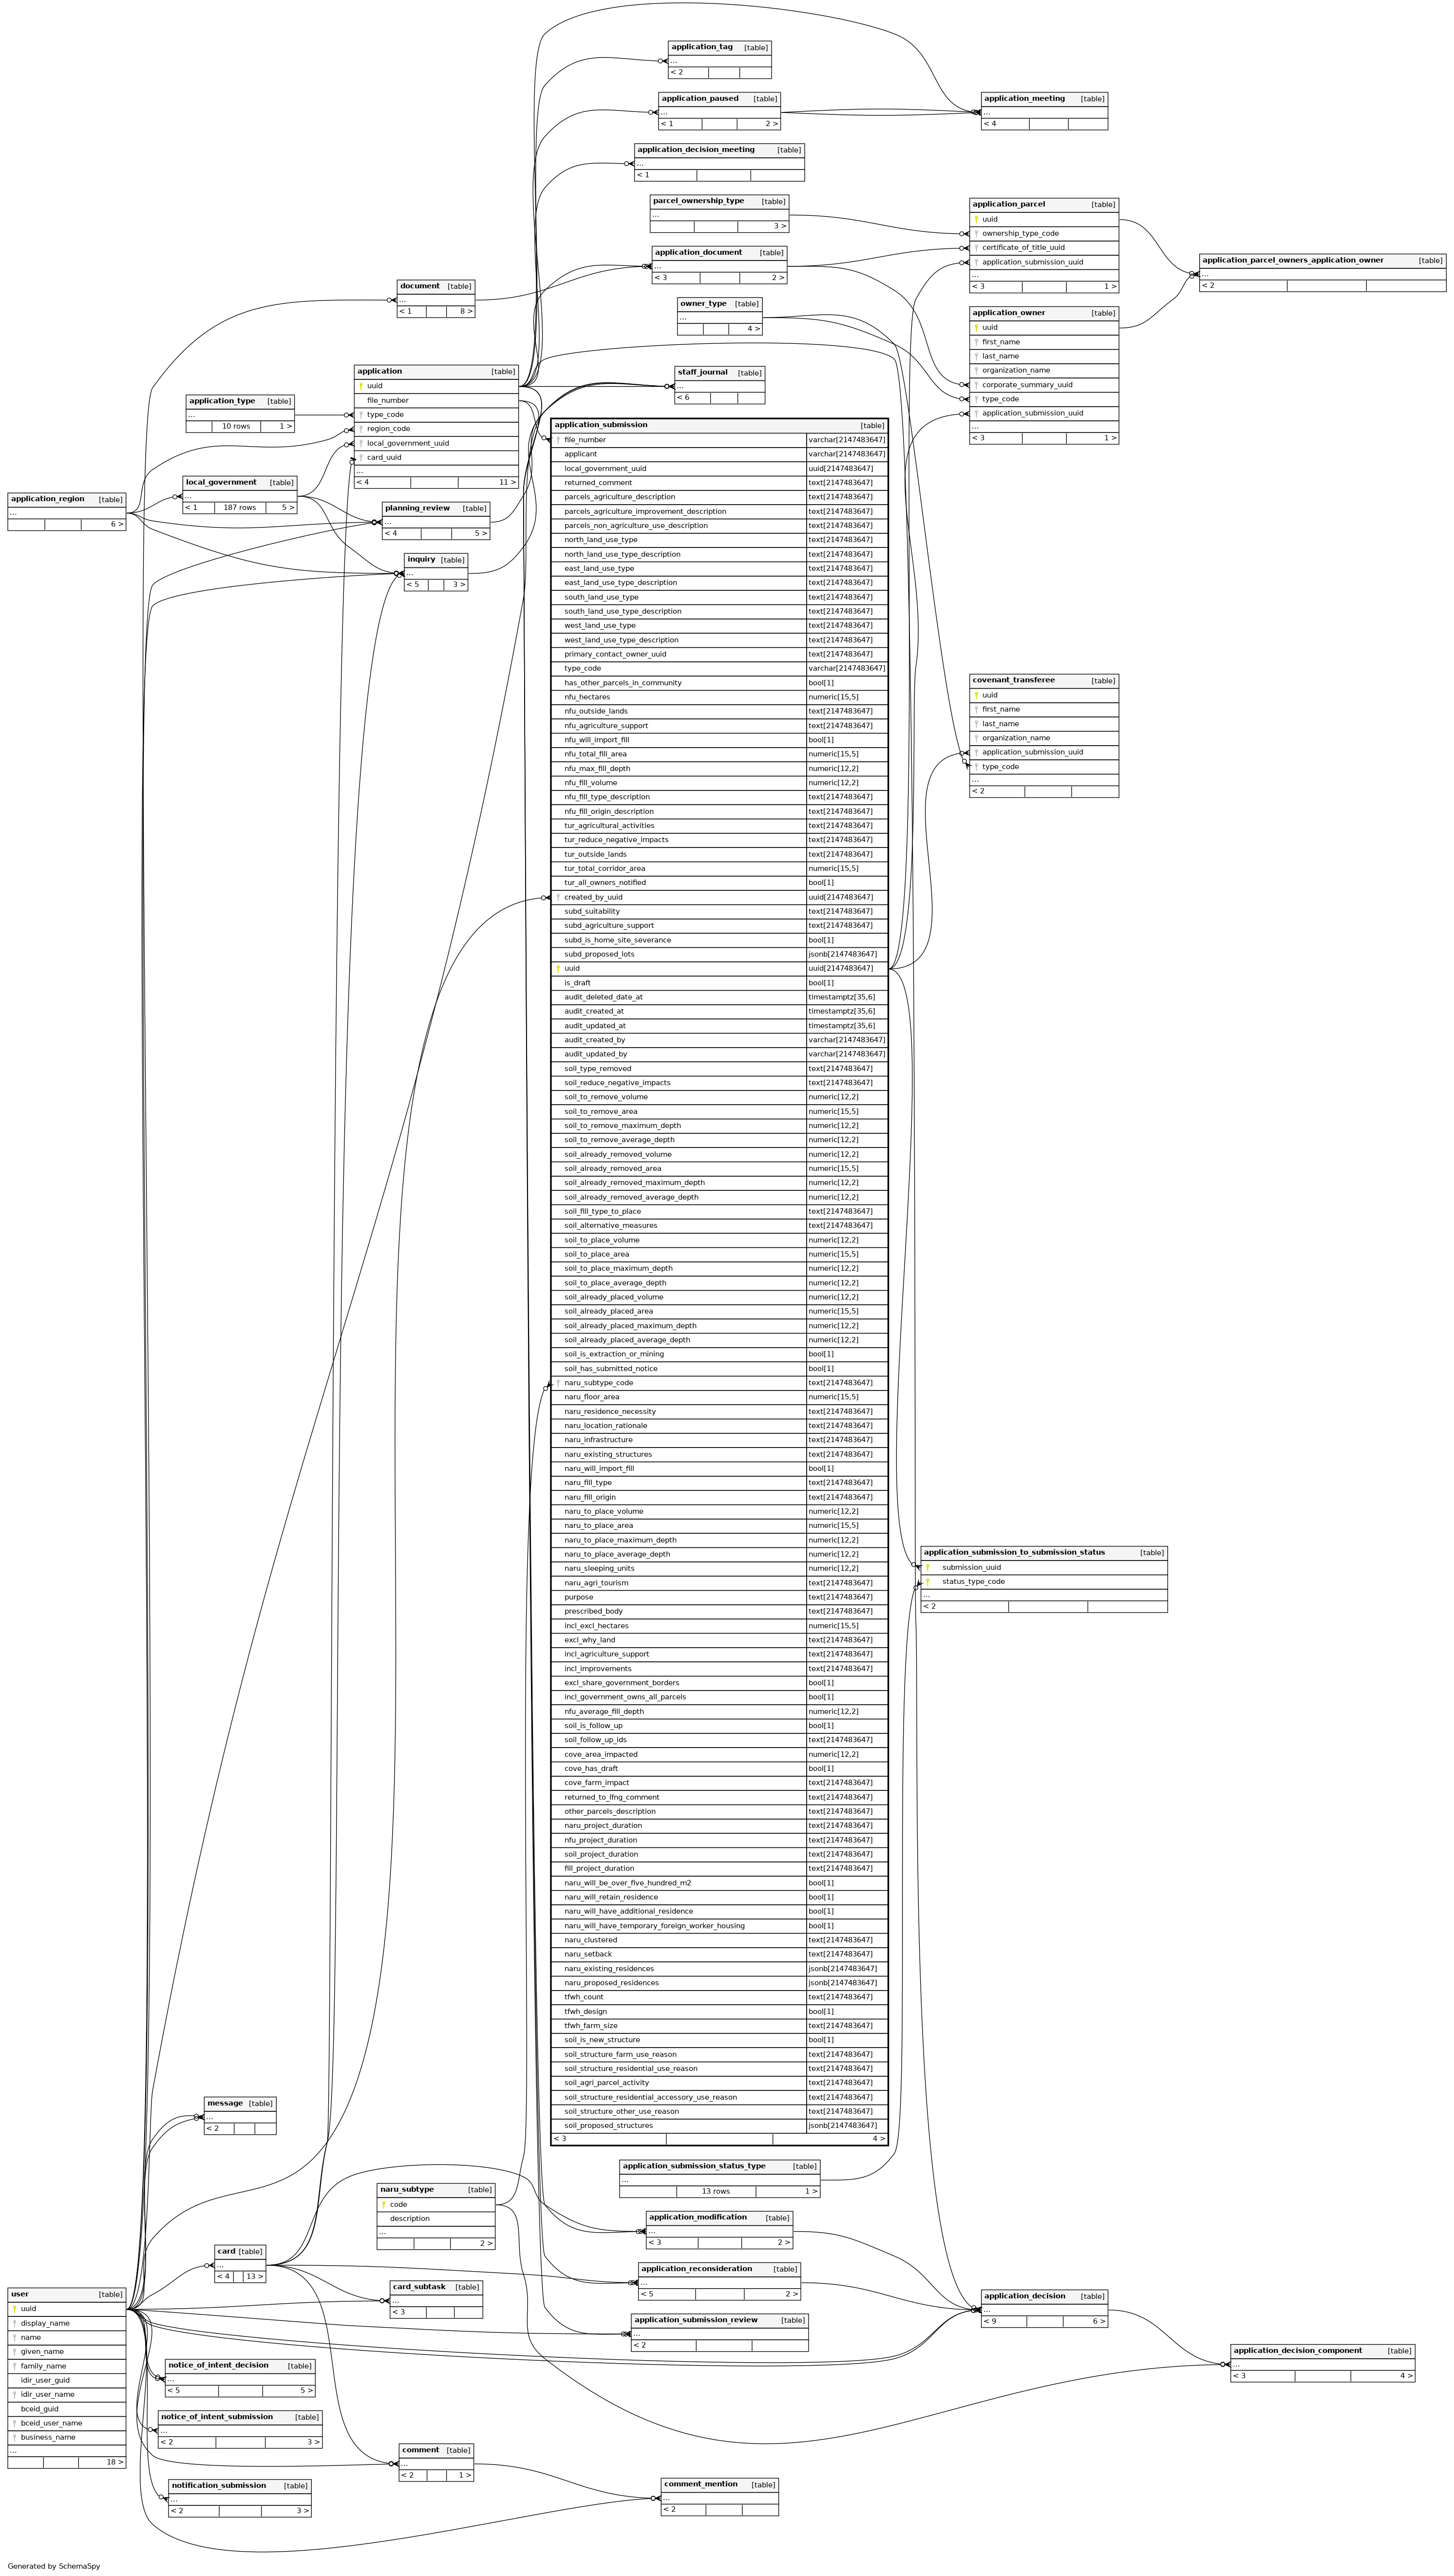 application_tag [table]
...
< 2
application_paused [table]
...
< 1 2 >
application_meeting [table]
...
< 4
application_decision_meeting [table]
...
< 1
parcel_ownership_type [table]
...
3 >
application_parcel [table]
uuid
ownership_type_code
certificate_of_title_uuid
application_submission_uuid
...
< 3 1 >
application_document [table]
...
< 3 2 >
application_parcel_owners_application_owner [table]
...
< 2
document [table]
...
< 1 8 >
owner_type [table]
...
4 >
application_owner [table]
uuid
first_name
last_name
organization_name
corporate_summary_uuid
type_code
application_submission_uuid
...
< 3 1 >
application [table]
uuid
file_number
type_code
region_code
local_government_uuid
card_uuid
...
< 4 11 >
staff_journal [table]
...
< 6
application_type [table]
...
10 rows 1 >
local_government [table]
...
< 1 187 rows 5 >
application_region [table]
...
6 >
planning_review [table]
...
< 4 5 >
inquiry [table]
...
< 5 3 >
application_submission [table]
file_number varchar[2147483647]
applicant varchar[2147483647]
local_government_uuid uuid[2147483647]
returned_comment text[2147483647]
parcels_agriculture_description text[2147483647]
parcels_agriculture_improvement_description text[2147483647]
parcels_non_agriculture_use_description text[2147483647]
north_land_use_type text[2147483647]
north_land_use_type_description text[2147483647]
east_land_use_type text[2147483647]
east_land_use_type_description text[2147483647]
south_land_use_type text[2147483647]
south_land_use_type_description text[2147483647]
west_land_use_type text[2147483647]
west_land_use_type_description text[2147483647]
primary_contact_owner_uuid text[2147483647]
type_code varchar[2147483647]
has_other_parcels_in_community bool[1]
nfu_hectares numeric[15,5]
nfu_outside_lands text[2147483647]
nfu_agriculture_support text[2147483647]
nfu_will_import_fill bool[1]
nfu_total_fill_area numeric[15,5]
nfu_max_fill_depth numeric[12,2]
nfu_fill_volume numeric[12,2]
nfu_fill_type_description text[2147483647]
nfu_fill_origin_description text[2147483647]
tur_agricultural_activities text[2147483647]
tur_reduce_negative_impacts text[2147483647]
tur_outside_lands text[2147483647]
tur_total_corridor_area numeric[15,5]
tur_all_owners_notified bool[1]
created_by_uuid uuid[2147483647]
subd_suitability text[2147483647]
subd_agriculture_support text[2147483647]
subd_is_home_site_severance bool[1]
subd_proposed_lots jsonb[2147483647]
uuid uuid[2147483647]
is_draft bool[1]
audit_deleted_date_at timestamptz[35,6]
audit_created_at timestamptz[35,6]
audit_updated_at timestamptz[35,6]
audit_created_by varchar[2147483647]
audit_updated_by varchar[2147483647]
soil_type_removed text[2147483647]
soil_reduce_negative_impacts text[2147483647]
soil_to_remove_volume numeric[12,2]
soil_to_remove_area numeric[15,5]
soil_to_remove_maximum_depth numeric[12,2]
soil_to_remove_average_depth numeric[12,2]
soil_already_removed_volume numeric[12,2]
soil_already_removed_area numeric[15,5]
soil_already_removed_maximum_depth numeric[12,2]
soil_already_removed_average_depth numeric[12,2]
soil_fill_type_to_place text[2147483647]
soil_alternative_measures text[2147483647]
soil_to_place_volume numeric[12,2]
soil_to_place_area numeric[15,5]
soil_to_place_maximum_depth numeric[12,2]
soil_to_place_average_depth numeric[12,2]
soil_already_placed_volume numeric[12,2]
soil_already_placed_area numeric[15,5]
soil_already_placed_maximum_depth numeric[12,2]
soil_already_placed_average_depth numeric[12,2]
soil_is_extraction_or_mining bool[1]
soil_has_submitted_notice bool[1]
naru_subtype_code text[2147483647]
naru_floor_area numeric[15,5]
naru_residence_necessity text[2147483647]
naru_location_rationale text[2147483647]
naru_infrastructure text[2147483647]
naru_existing_structures text[2147483647]
naru_will_import_fill bool[1]
naru_fill_type text[2147483647]
naru_fill_origin text[2147483647]
naru_to_place_volume numeric[12,2]
naru_to_place_area numeric[15,5]
naru_to_place_maximum_depth numeric[12,2]
naru_to_place_average_depth numeric[12,2]
naru_sleeping_units numeric[12,2]
naru_agri_tourism text[2147483647]
purpose text[2147483647]
prescribed_body text[2147483647]
incl_excl_hectares numeric[15,5]
excl_why_land text[2147483647]
incl_agriculture_support text[2147483647]
incl_improvements text[2147483647]
excl_share_government_borders bool[1]
incl_government_owns_all_parcels bool[1]
nfu_average_fill_depth numeric[12,2]
soil_is_follow_up bool[1]
soil_follow_up_ids text[2147483647]
cove_area_impacted numeric[12,2]
cove_has_draft bool[1]
cove_farm_impact text[2147483647]
returned_to_lfng_comment text[2147483647]
other_parcels_description text[2147483647]
naru_project_duration text[2147483647]
nfu_project_duration text[2147483647]
soil_project_duration text[2147483647]
fill_project_duration text[2147483647]
naru_will_be_over_five_hundred_m2 bool[1]
naru_will_retain_residence bool[1]
naru_will_have_additional_residence bool[1]
naru_will_have_temporary_foreign_worker_housing bool[1]
naru_clustered text[2147483647]
naru_setback text[2147483647]
naru_existing_residences jsonb[2147483647]
naru_proposed_residences jsonb[2147483647]
tfwh_count text[2147483647]
tfwh_design bool[1]
tfwh_farm_size text[2147483647]
soil_is_new_structure bool[1]
soil_structure_farm_use_reason text[2147483647]
soil_structure_residential_use_reason text[2147483647]
soil_agri_parcel_activity text[2147483647]
soil_structure_residential_accessory_use_reason text[2147483647]
soil_structure_other_use_reason text[2147483647]
soil_proposed_structures jsonb[2147483647]
< 3 4 >
covenant_transferee [table]
uuid
first_name
last_name
organization_name
application_submission_uuid
type_code
...
< 2
application_submission_to_submission_status [table]
submission_uuid
status_type_code
...
< 2
message [table]
...
< 2
application_submission_status_type [table]
...
13 rows 1 >
naru_subtype [table]
code
description
...
2 >
application_modification [table]
...
< 3 2 >
card [table]
...
< 4 13 >
application_reconsideration [table]
...
< 5 2 >
card_subtask [table]
...
< 3
user [table]
uuid
display_name
name
given_name
family_name
idir_user_guid
idir_user_name
bceid_guid
bceid_user_name
business_name
...
18 >
application_decision [table]
...
< 9 6 >
application_submission_review [table]
...
< 2
application_decision_component [table]
...
< 3 4 >
notice_of_intent_decision [table]
...
< 5 5 >
notice_of_intent_submission [table]
...
< 2 3 >
comment [table]
...
< 2 1 >
notification_submission [table]
...
< 2 3 >
comment_mention [table]
...
< 2
Generated by SchemaSpy